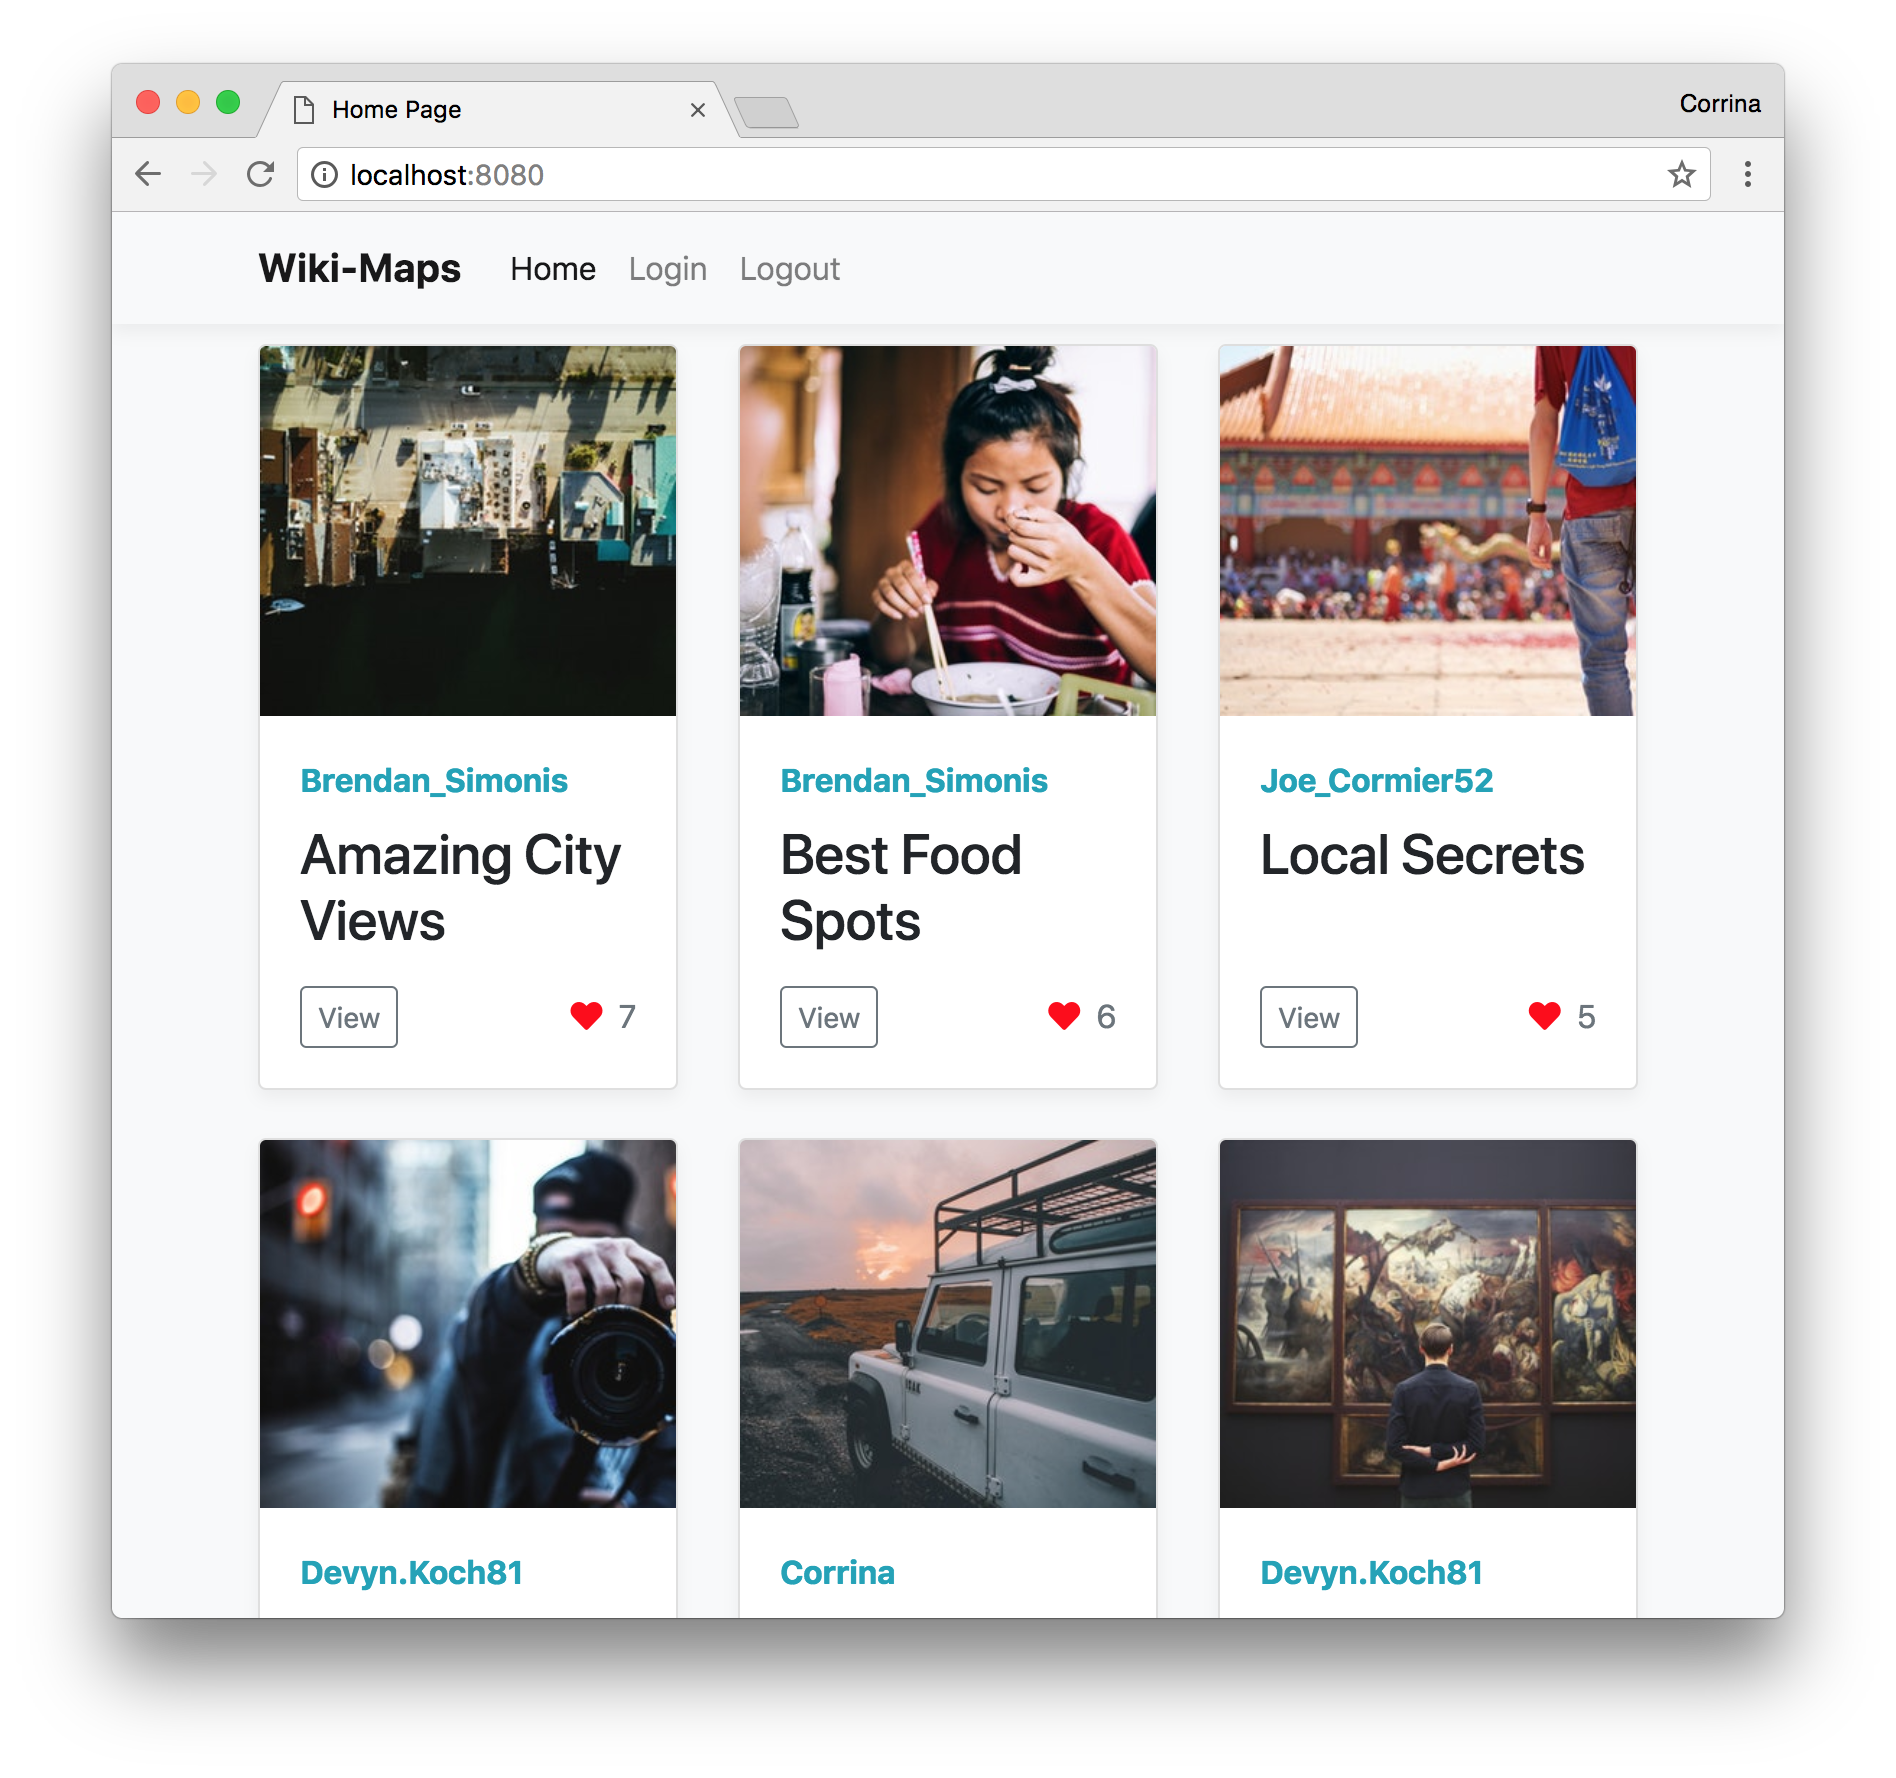 Home Page
Corrina
localhost:8080
Wiki-Maps Home Login Logout
Brendan_Simonis
Amazing City
Views
View 7
Brendan_Simonis
Best Food
Spots
View 6
Joe_Cormier52
Local Secrets
View 5
Devyn.Koch81
Corrina
Devyn.Koch81